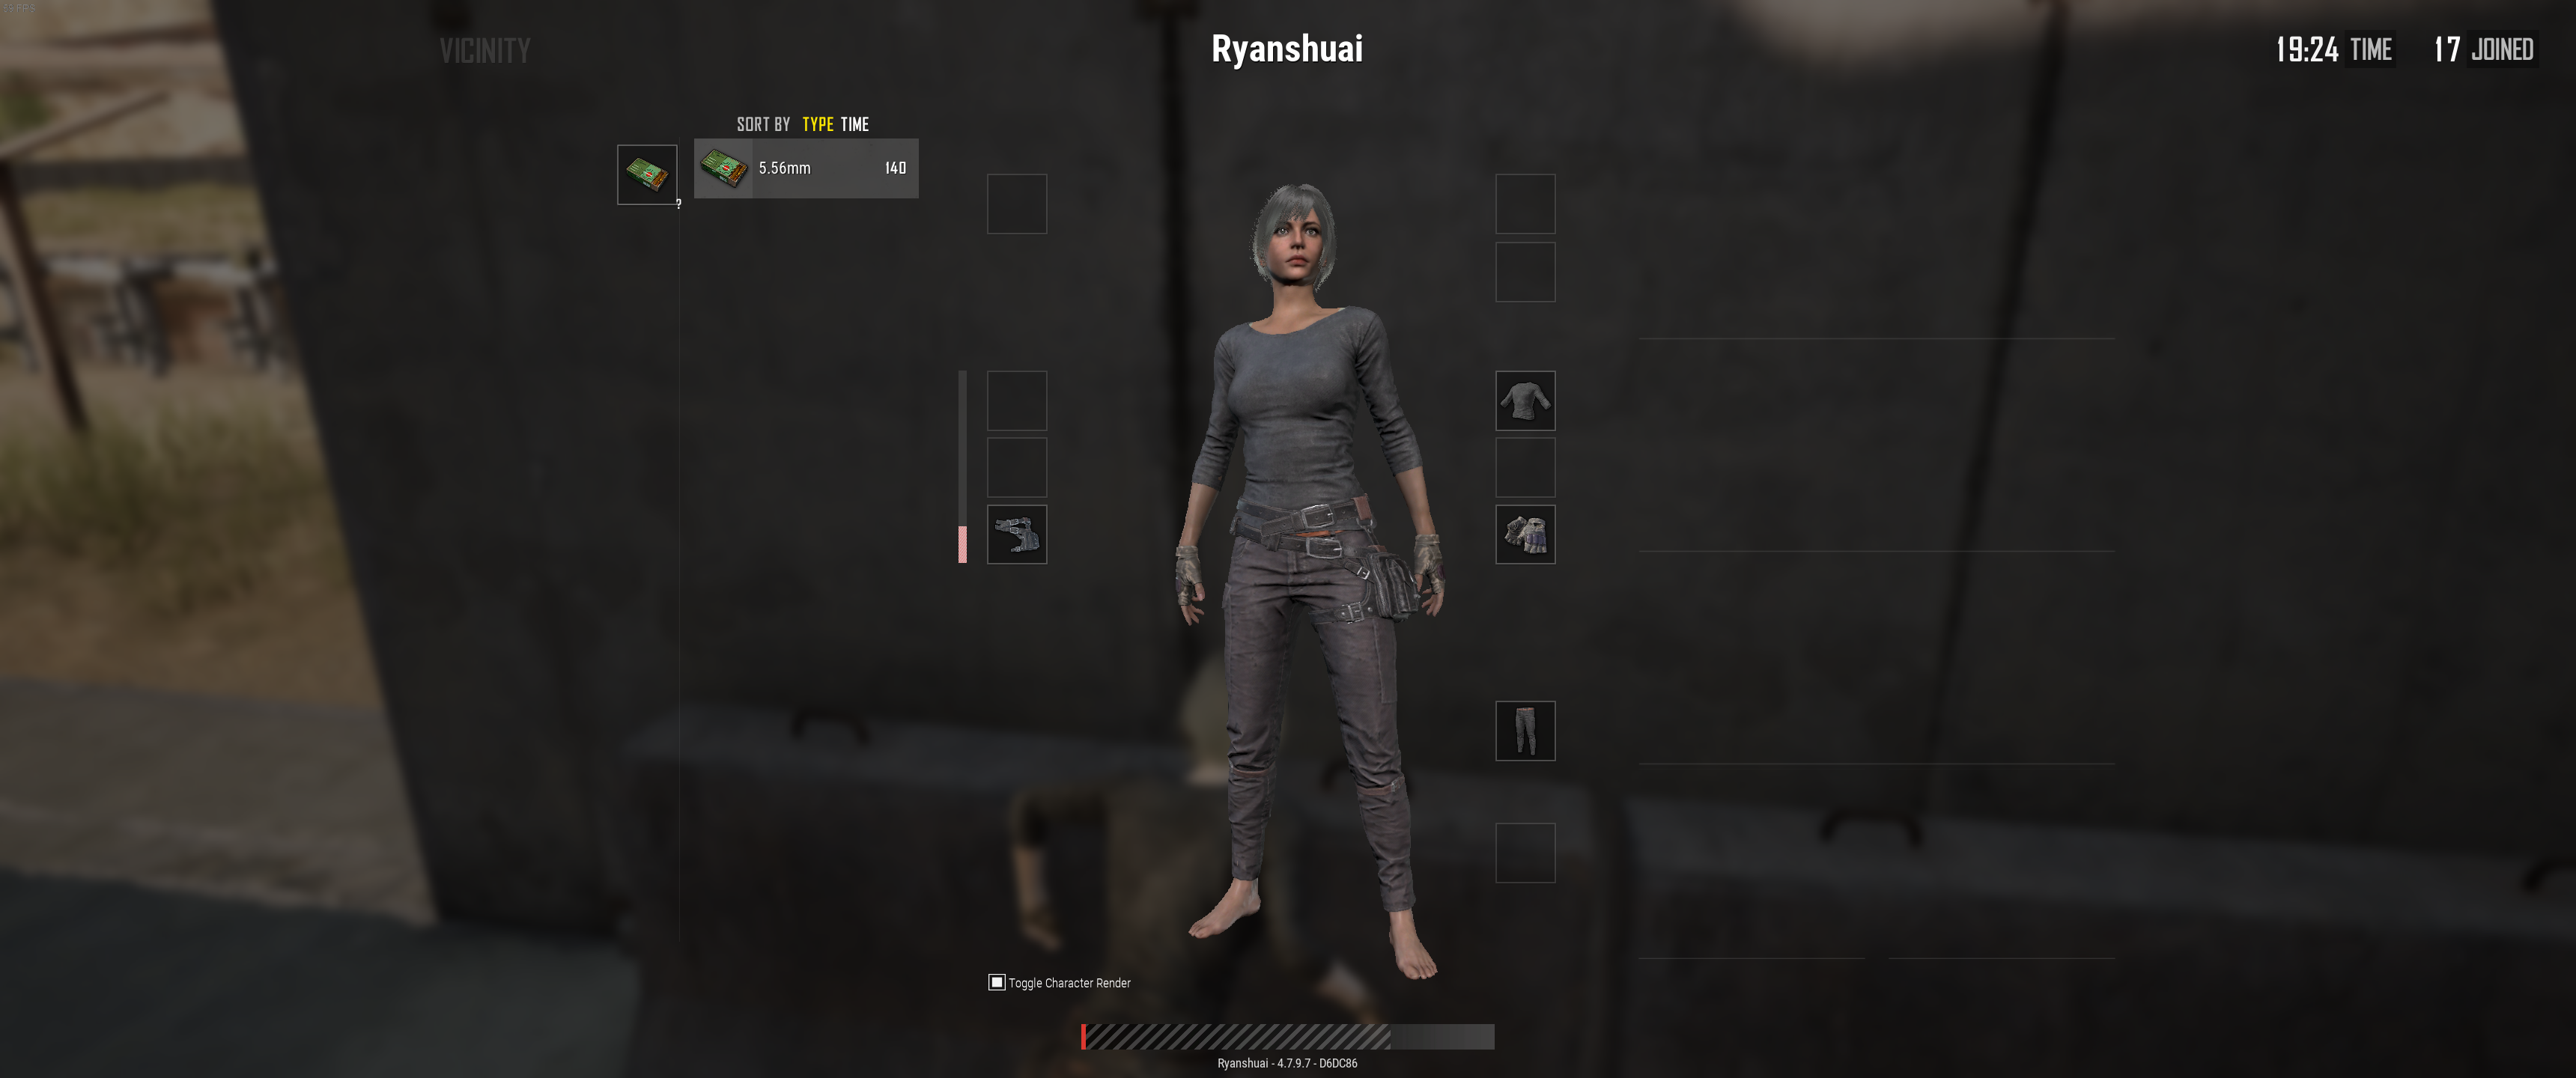 VICINITY
Ryanshuai
19:24 TIME 17 JOINED
SORT BY TYPE TIME
5.56mm 140
?
Toggle Character Render
Ryanshuai - 4.7.9.7 - D6DC86